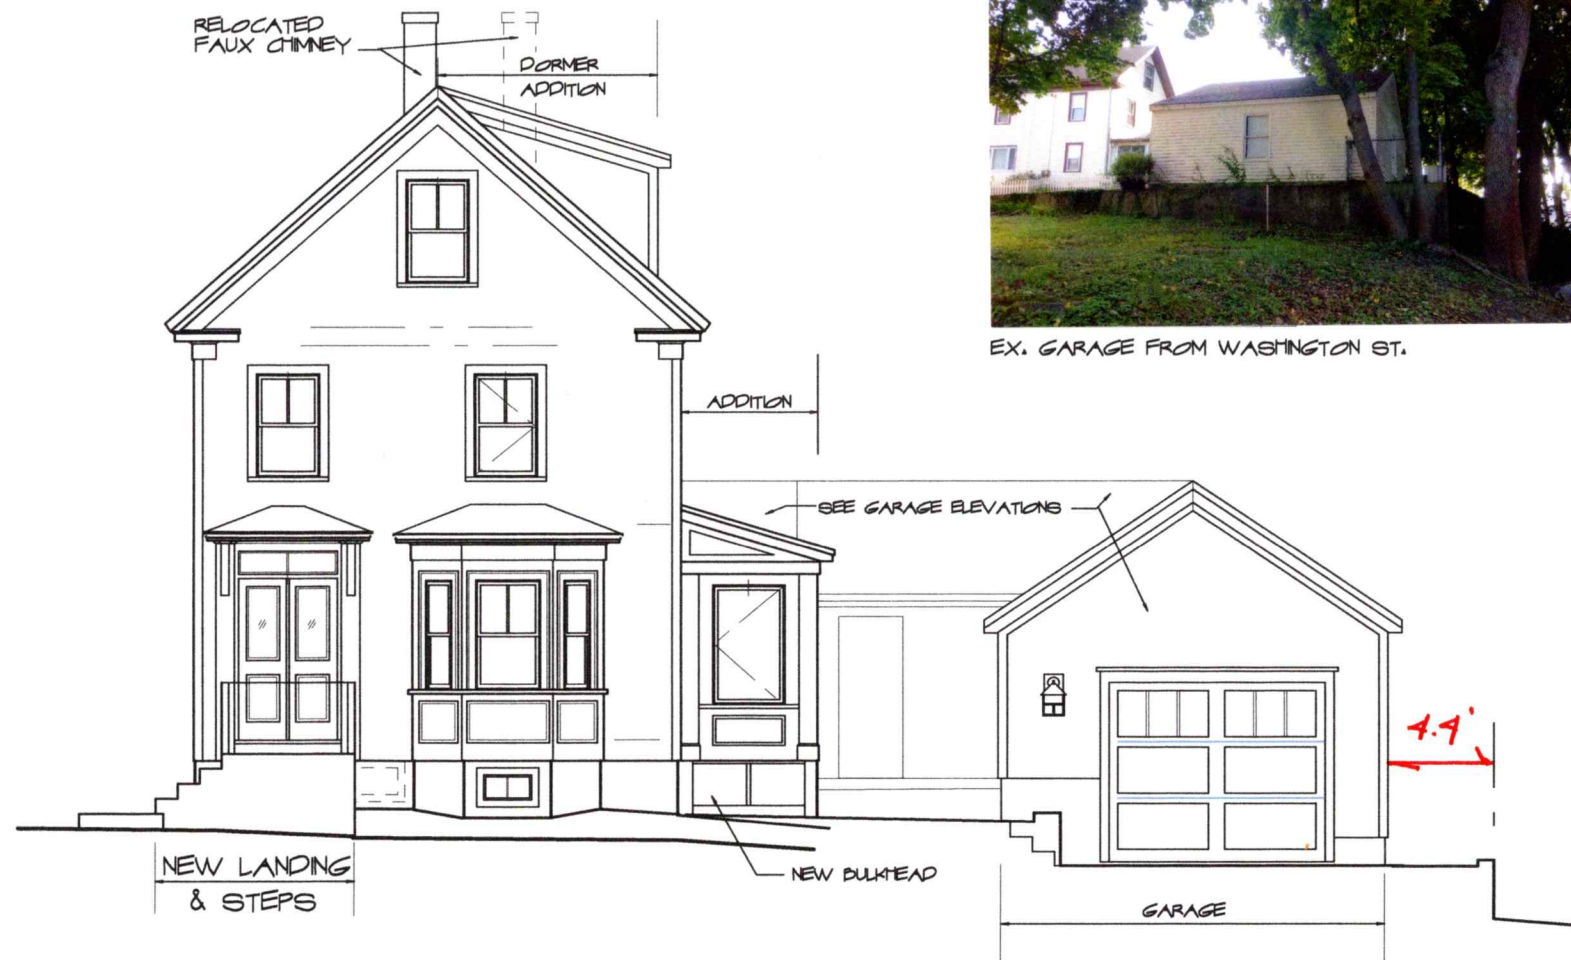 RELOCATED
FAUX CHIMNEY
DORMER
ADDITION
EX. GARAGE FROM WASHINGTON ST.
ADDITION
SEE GARAGE ELEVATIONS
4.4'
NEW LANDING
& STEPS
NEW BULKHEAD
GARAGE